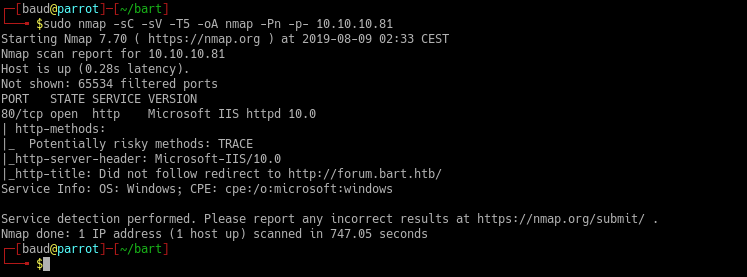 ┌─[baud@parrot]─[~/bart]
└──╼ $sudo nmap -sC -sV -T5 -oA nmap -Pn -p- 10.10.10.81
Starting Nmap 7.70 ( https://nmap.org ) at 2019-08-09 02:33 CEST
Nmap scan report for 10.10.10.81
Host is up (0.28s latency).
Not shown: 65534 filtered ports
PORT   STATE SERVICE VERSION
80/tcp open  http    Microsoft IIS httpd 10.0
| http-methods:
|_  Potentially risky methods: TRACE
|_http-server-header: Microsoft-IIS/10.0
|_http-title: Did not follow redirect to http://forum.bart.htb/
Service Info: OS: Windows; CPE: cpe:/o:microsoft:windows

Service detection performed. Please report any incorrect results at https://nmap.org/submit/ .
Nmap done: 1 IP address (1 host up) scanned in 747.05 seconds
┌─[baud@parrot]─[~/bart]
└──╼ $